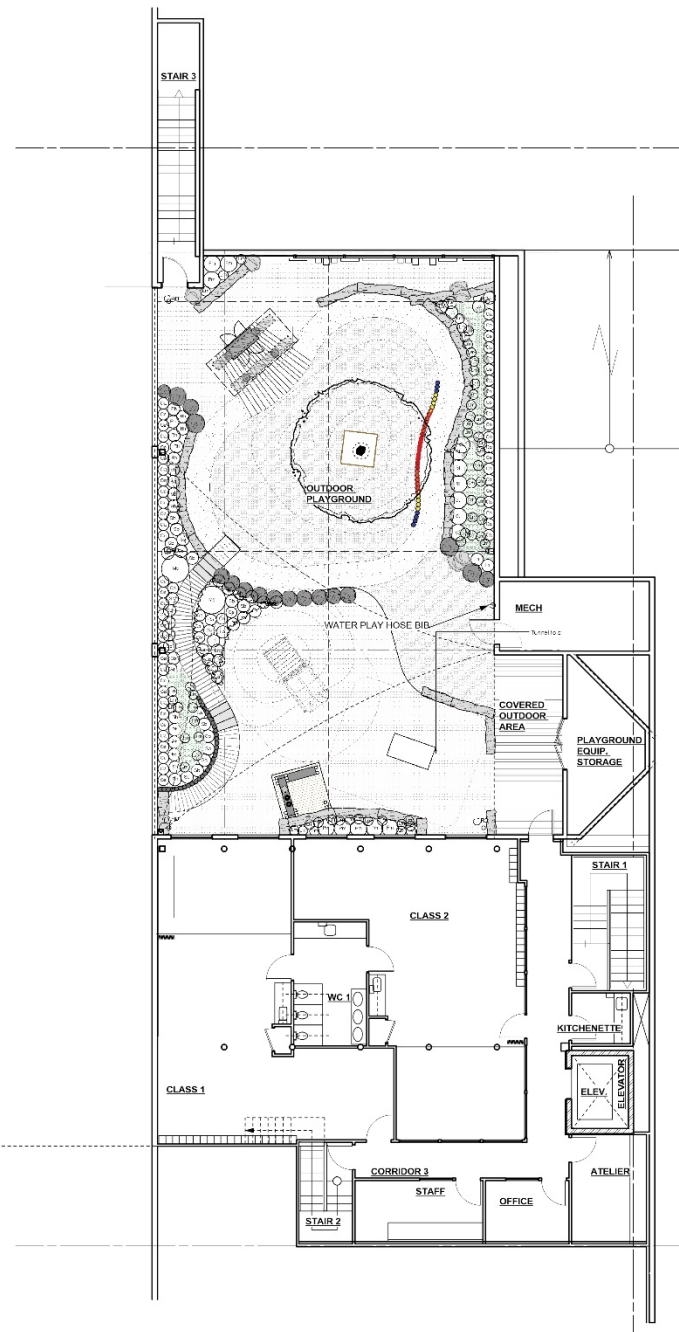 STAIR 3
OUTDOOR
PLAYGROUND
WATER PLAY HOSE BIB
MECH
COVERED
OUTDOOR
AREA
PLAYGROUND
EQUIP.
STORAGE
STAIR 1
CLASS 2
WC 1
KITCHENETTE
ELEV.
ELEVATOR
CLASS 1
CORRIDOR 3
ATELIER
STAFF
OFFICE
STAIR 2